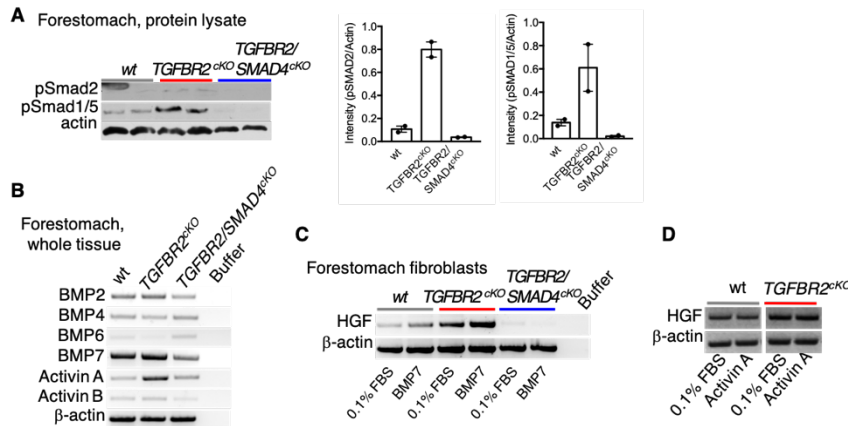 A Forestomach, protein lysate
TGFBR2/
wt TGFBR2cKO SMAD4cKO
pSmad2
pSmad1/5
actin
Intensity (pSMAD2/Actin)
1.0
0.8
0.6
0.4
0.2
0.0
wt
TGFBR2cKO
TGFBR2/
SMAD4cKO
Intensity (pSMAD1/5/Actin)
1.0
0.8
0.6
0.4
0.2
0.0
wt
TGFBR2cKO
TGFBR2/
SMAD4cKO
B
Forestomach,
whole tissue
wt
TGFBR2cKO
TGFBR2/SMAD4cKO
Buffer
BMP2
BMP4
BMP6
BMP7
Activin A
Activin B
β-actin
C
Forestomach fibroblasts
TGFBR2/
wt TGFBR2cKO SMAD4cKO Buffer
HGF
β-actin
0.1% FBS
BMP7
0.1% FBS
BMP7
0.1% FBS
BMP7
D
wt TGFBR2cKO
HGF
β-actin
0.1% FBS
Activin A
0.1% FBS
Activin A